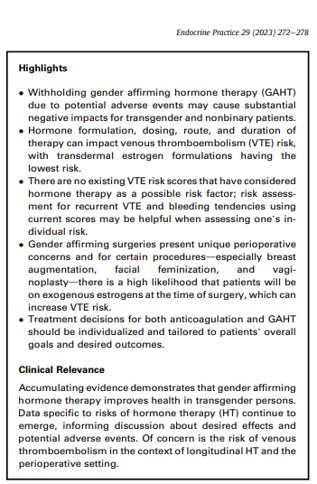 Endocrine Practice 29 (2023) 272–278
Highlights
• Withholding gender affirming hormone therapy (GAHT)
due to potential adverse events may cause substantial
negative impacts for transgender and nonbinary patients.
• Hormone formulation, dosing, route, and duration of
therapy can impact venous thromboembolism (VTE) risk,
with transdermal estrogen formulations having the
lowest risk.
• There are no existing VTE risk scores that have considered
hormone therapy as a possible risk factor; risk assess-
ment for recurrent VTE and bleeding tendencies using
current scores may be helpful when assessing one's in-
dividual risk.
• Gender affirming surgeries present unique perioperative
concerns and for certain procedures—especially breast
augmentation, facial feminization, and vagi-
noplasty—there is a high likelihood that patients will be
on exogenous estrogens at the time of surgery, which can
increase VTE risk.
• Treatment decisions for both anticoagulation and GAHT
should be individualized and tailored to patients' overall
goals and desired outcomes.
Clinical Relevance
Accumulating evidence demonstrates that gender affirming
hormone therapy improves health in transgender persons.
Data specific to risks of hormone therapy (HT) continue to
emerge, informing discussion about desired effects and
potential adverse events. Of concern is the risk of venous
thromboembolism in the context of longitudinal HT and the
perioperative setting.